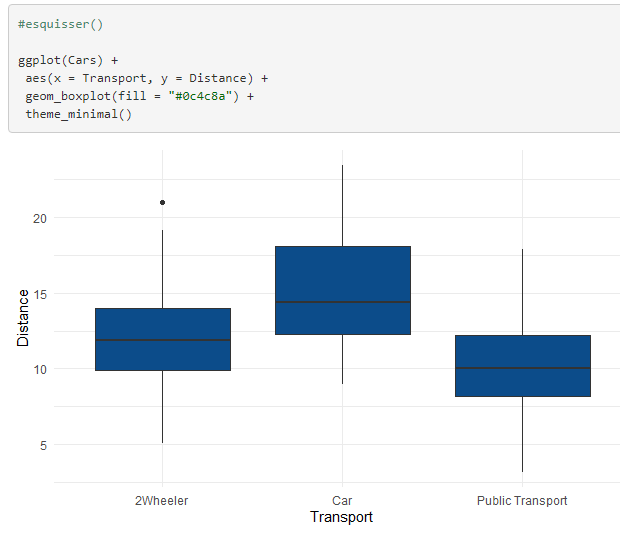 #esquisser()
ggplot(Cars) +
aes(x = Transport, y = Distance) +
geom_boxplot(fill = "#0c4c8a") +
theme_minimal()
20
15
10
5
Distance
2Wheeler
Car
Public Transport
Transport